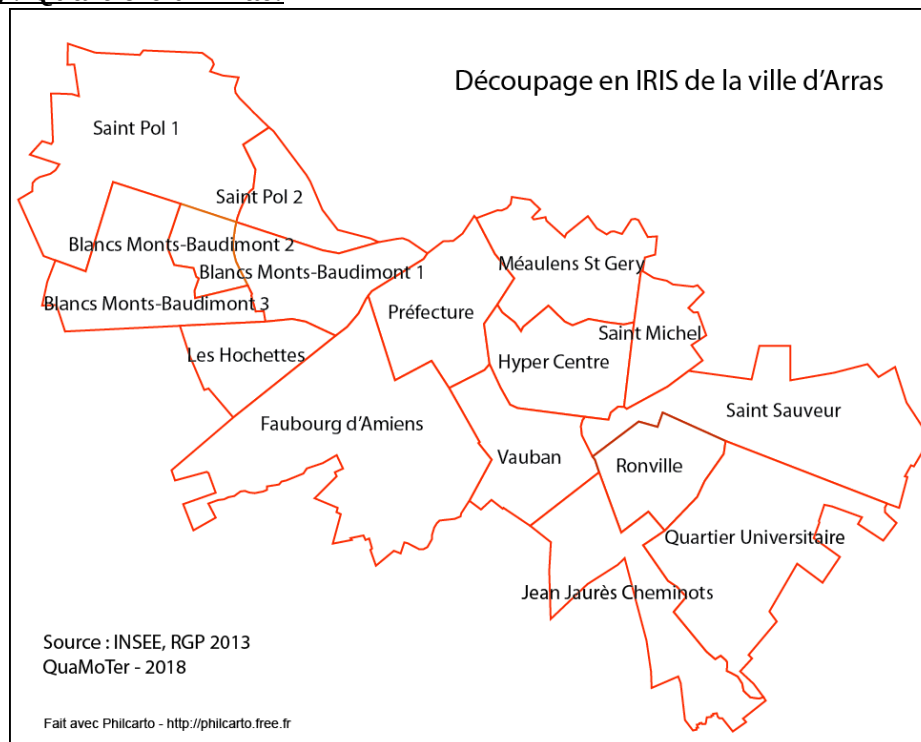 Découpage en IRIS de la ville d'Arras
Saint Pol 1
Saint Pol 2
Blancs Monts-Baudimont 2
Méaulens St Gery
Blancs Monts-Baudimont 1
Blancs Monts-Baudimont 3
Préfecture
Saint Michel
Les Hochettes
Hyper Centre
Saint Sauveur
Faubourg d'Amiens
Vauban
Ronville
Quartier Universitaire
Jean Jaurès Cheminots
Source : INSEE, RGP 2013
QuaMoTer - 2018
Fait avec Philcarto - http://philcarto.free.fr